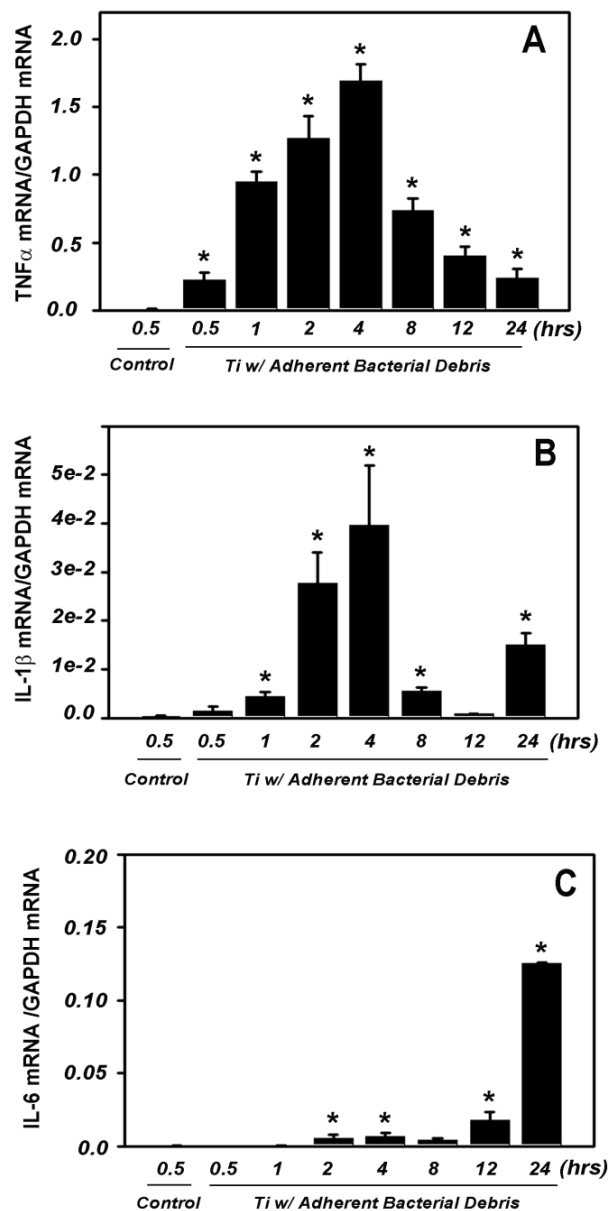 A
TNFα mRNA/GAPDH mRNA
2.0
1.5
1.0
0.5
0.0
* * * * * * *
0.5 0.5 1 2 4 8 12 24 (hrs)
Control Ti w/ Adherent Bacterial Debris
B
IL-1β mRNA/GAPDH mRNA
5e-2
4e-2
3e-2
2e-2
1e-2
0.0
* * * * *
0.5 0.5 1 2 4 8 12 24 (hrs)
Control Ti w/ Adherent Bacterial Debris
C
IL-6 mRNA /GAPDH mRNA
0.20
0.15
0.10
0.05
0.0
* * * *
0.5 0.5 1 2 4 8 12 24 (hrs)
Control Ti w/ Adherent Bacterial Debris